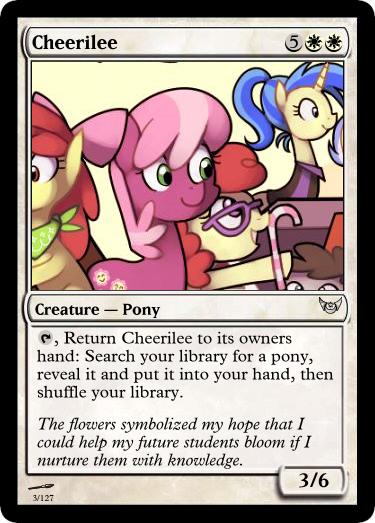 Cheerilee 5
Creature — Pony
, Return Cheerilee to its owners
hand: Search your library for a pony,
reveal it and put it into your hand, then
shuffle your library.
The flowers symbolized my hope that I
could help my future students bloom if I
nurture them with knowledge.
3/6
3/127